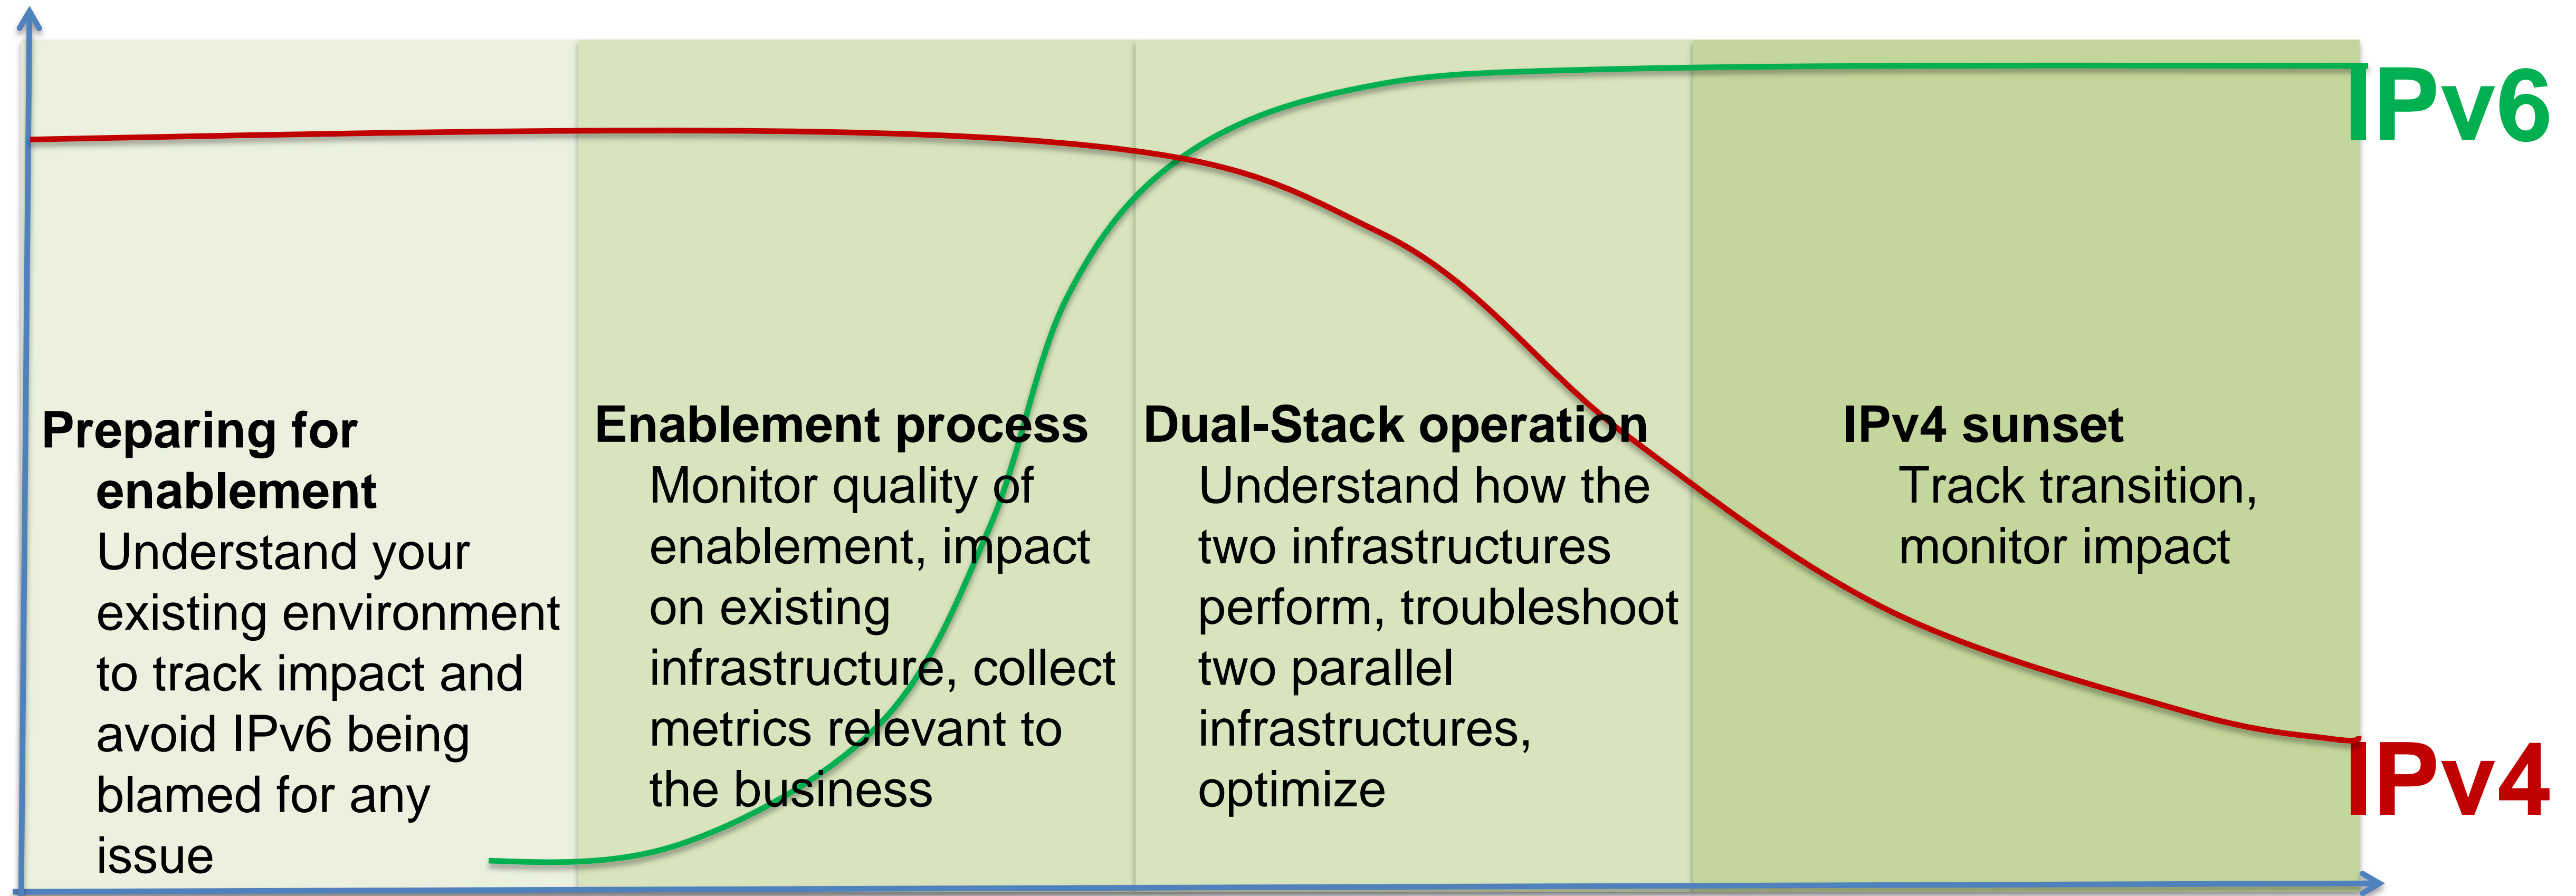 IPv6
Preparing for
enablement
Understand your
existing environment
to track impact and
avoid IPv6 being
blamed for any
issue
Enablement process
Monitor quality of
enablement, impact
on existing
infrastructure, collect
metrics relevant to
the business
Dual-Stack operation
Understand how the
two infrastructures
perform, troubleshoot
two parallel
infrastructures,
optimize
IPv4 sunset
Track transition,
monitor impact
IPv4